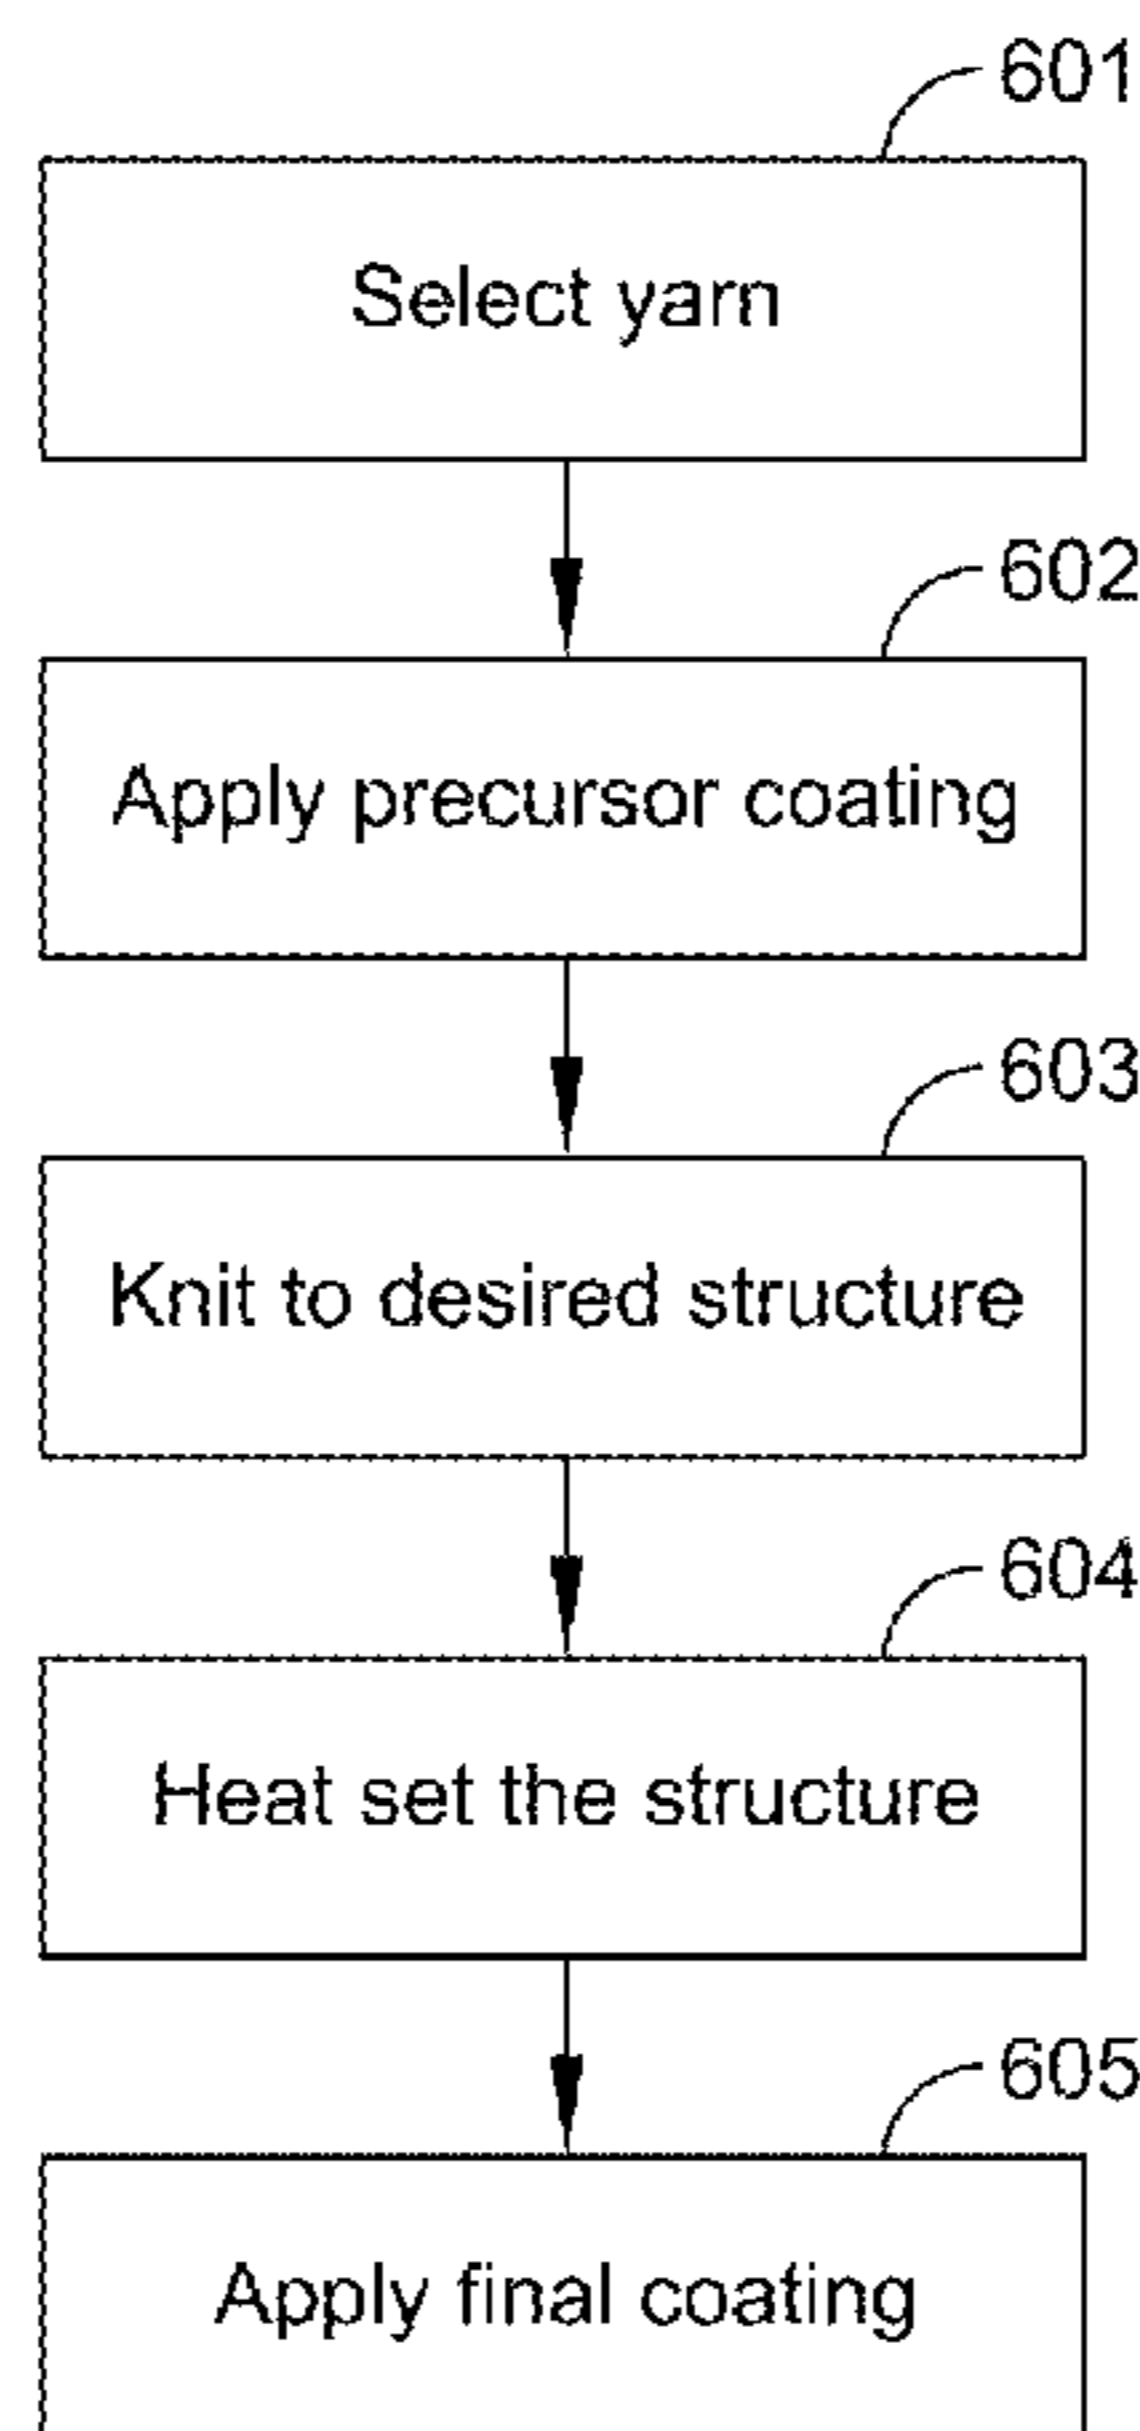 601
Select yarn
602
Apply precursor coating
603
Knit to desired structure
604
Heat set the structure
605
Apply final coating